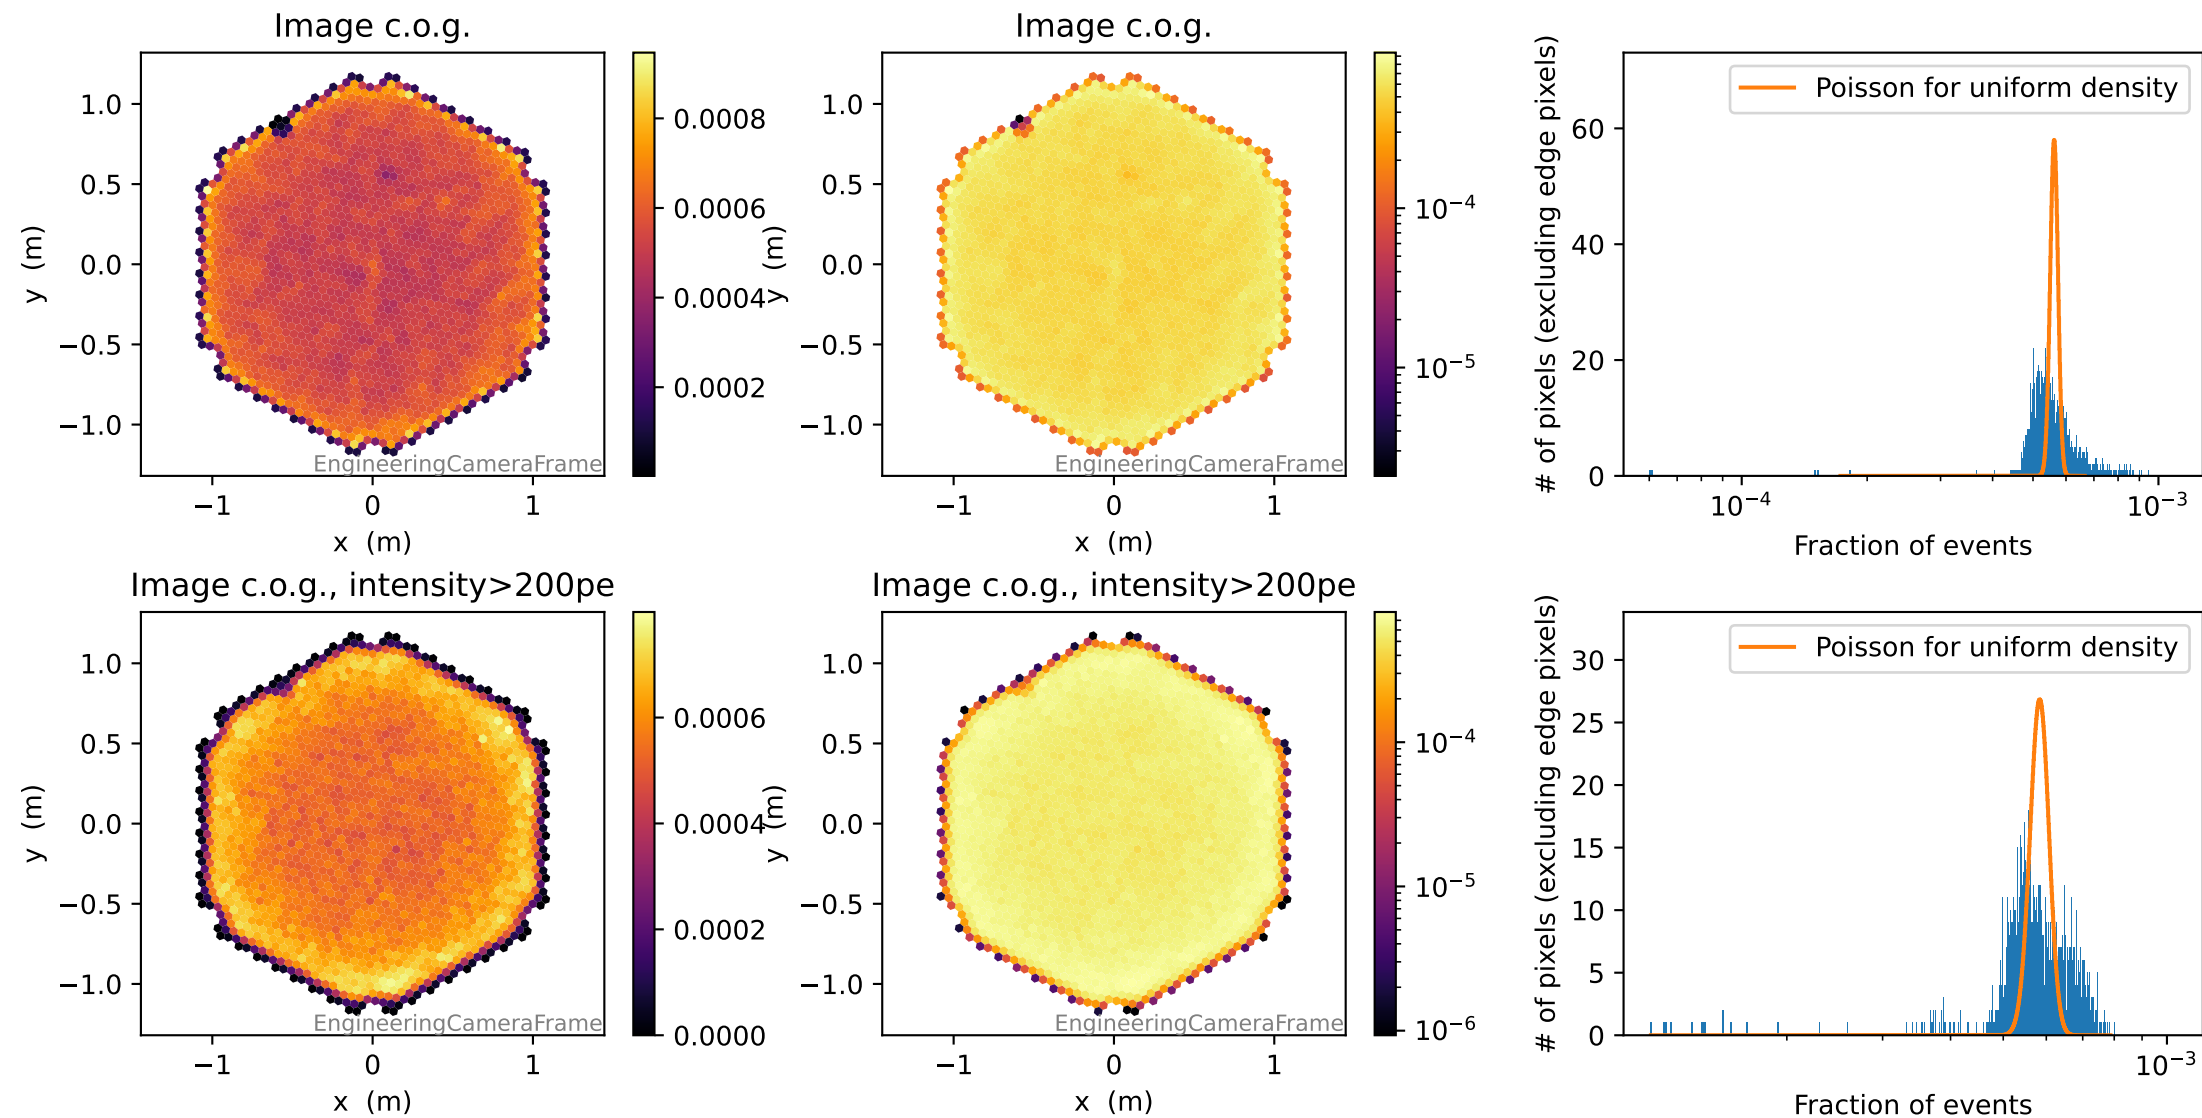 Image c.o.g.
1.0
0.5
0.0
−0.5
−1.0
y (m)
−1
0
1
x (m)
EngineeringCameraFrame
0.0008
0.0006
0.0004
0.0002
Image c.o.g.
1.0
0.5
0.0
−0.5
−1.0
y (m)
−1
0
1
x (m)
EngineeringCameraFrame
10−4
10−5
# of pixels (excluding edge pixels)
60
40
20
0
Poisson for uniform density
10−4
10−3
Fraction of events
Image c.o.g., intensity>200pe
1.0
0.5
0.0
−0.5
−1.0
y (m)
−1
0
1
x (m)
EngineeringCameraFrame
0.0006
0.0004
0.0002
0.0000
Image c.o.g., intensity>200pe
1.0
0.5
0.0
−0.5
−1.0
y (m)
−1
0
1
x (m)
EngineeringCameraFrame
10−4
10−5
10−6
# of pixels (excluding edge pixels)
30
25
20
15
10
5
0
Poisson for uniform density
10−3
Fraction of events